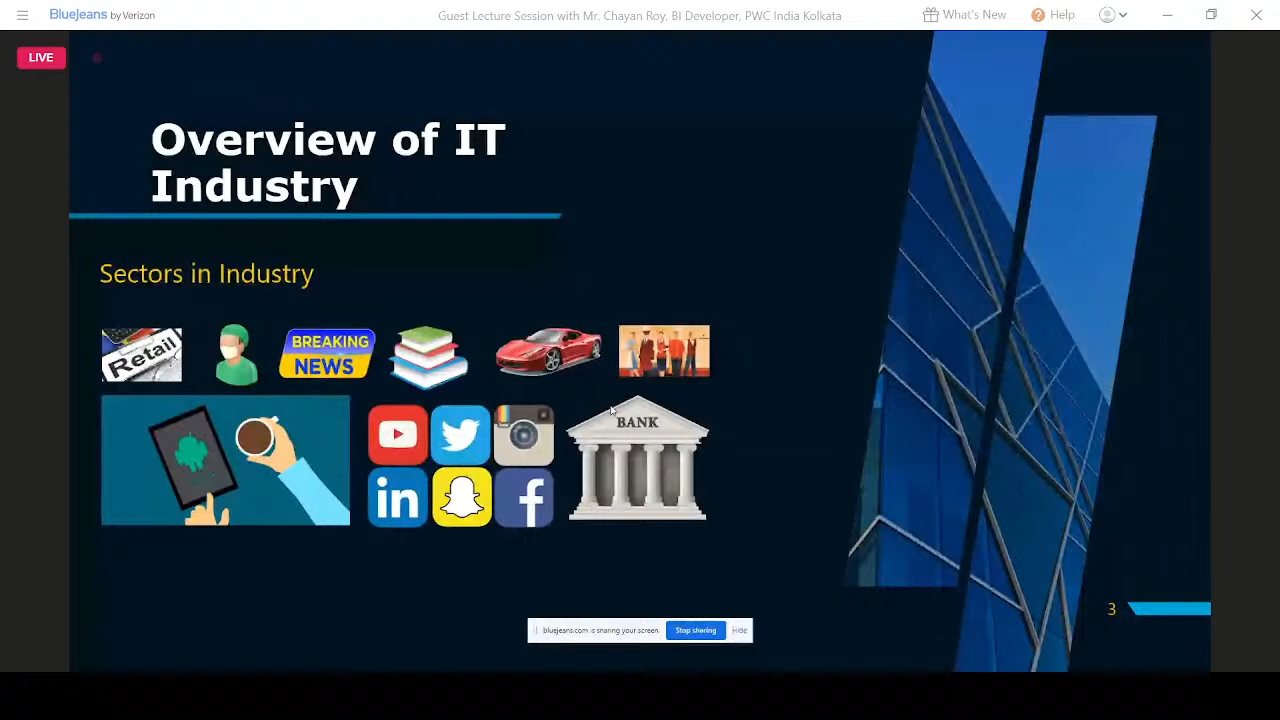 BlueJeans by Verizon
Guest Lecture Session with Mr. Chayan Roy, BI Developer, PWC India Kolkata
What's New
Help
LIVE
Overview of IT
Industry
Sectors in Industry
Retail
BREAKING
NEWS
BANK
in
f
3
bluejeans.com is sharing your screen.
Stop sharing
Hide